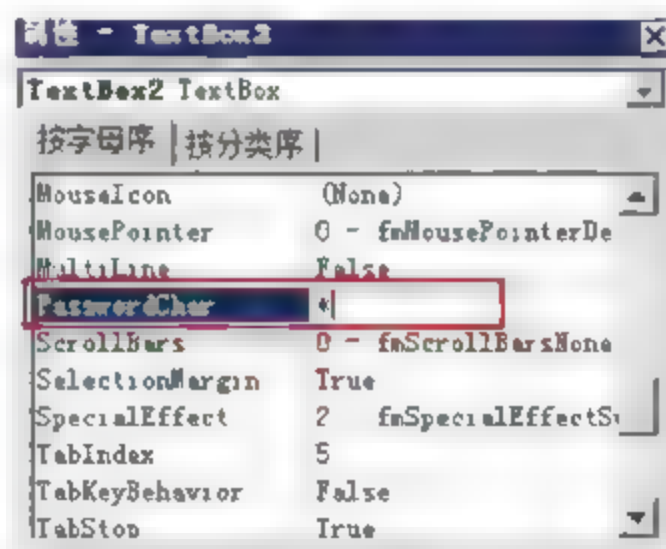 属性 - TextBox2
TextBox2 TextBox
按字母序 按分类序
MouseIcon (None)
MousePointer 0 - fmMousePointerDe
MultiLine False
PasswordChar *
ScrollBars 0 - fmScrollBarsNone
SelectionMargin True
SpecialEffect 2 fmSpecialEffectSu
TabIndex 5
TabKeyBehavior False
TabStop True